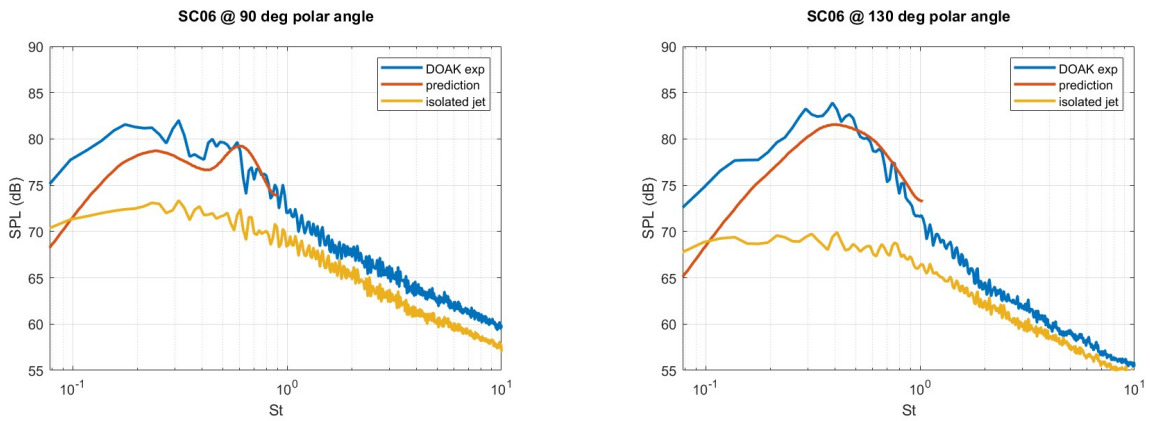 SC06 @ 90 deg polar angle
90
85
80
75
70
65
60
55
SPL (dB)
DOAK exp
prediction
isolated jet
10-1
100
101
St
SC06 @ 130 deg polar angle
90
85
80
75
70
65
60
55
SPL (dB)
DOAK exp
prediction
isolated jet
10-1
100
101
St